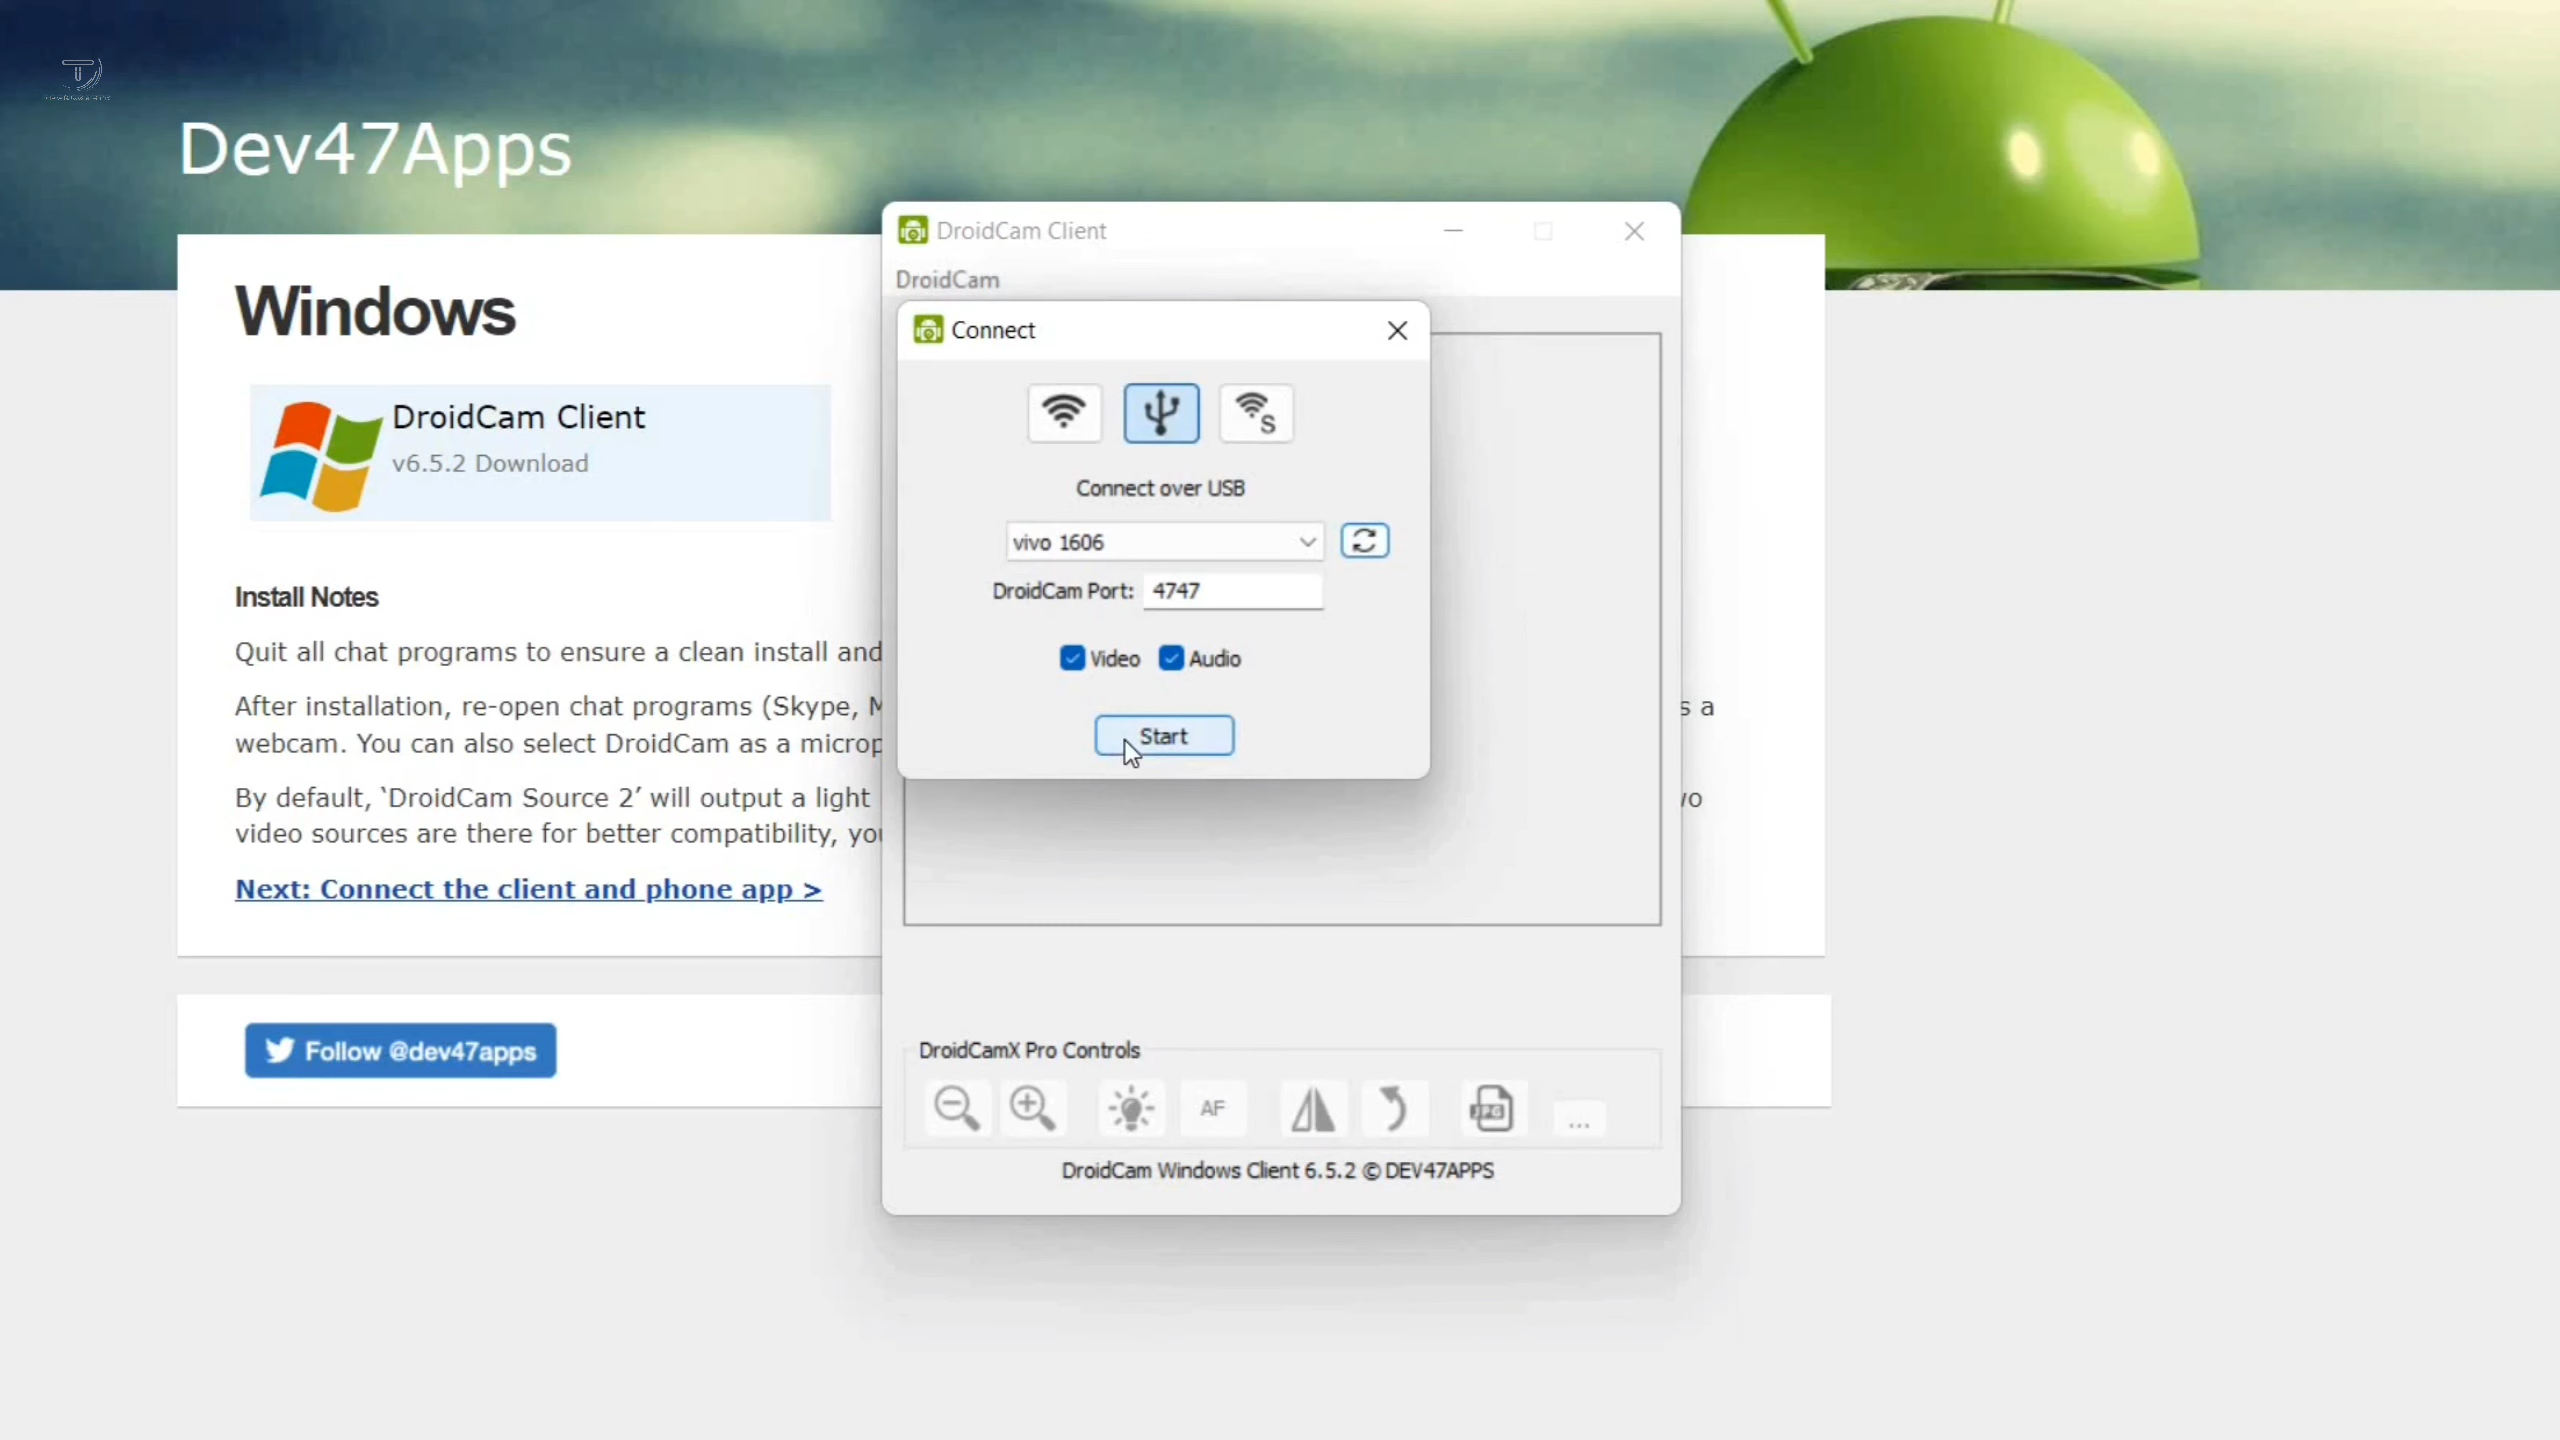 Dev47Apps
Windows
DroidCam Client
v6.5.2 Download
Install Notes
Quit all chat programs to ensure a clean install and
After installation, re-open chat programs (Skype, M
s a
webcam. You can also select DroidCam as a microp
By default, ‘DroidCam Source 2’ will output a light
vo
video sources are there for better compatibility, you
Next: Connect the client and phone app >
Follow @dev47apps
DroidCam Client
DroidCam
Connect
S
Connect over USB
vivo 1606
DroidCam Port: 4747
Video Audio
Start
DroidCamX Pro Controls
AF
JPG
...
DroidCam Windows Client 6.5.2 © DEV47APPS